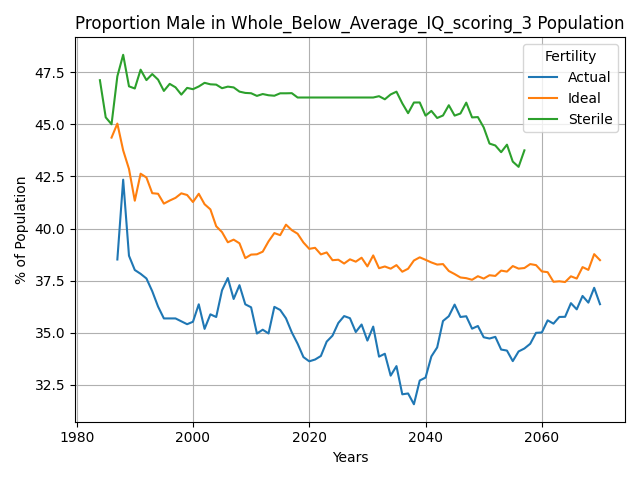 Proportion Male in Whole_Below_Average_IQ_scoring_3 Population
Fertility
Actual
Ideal
Sterile
% of Population
47.5
45.0
42.5
40.0
37.5
35.0
32.5
1980
2000
2020
2040
2060
Years